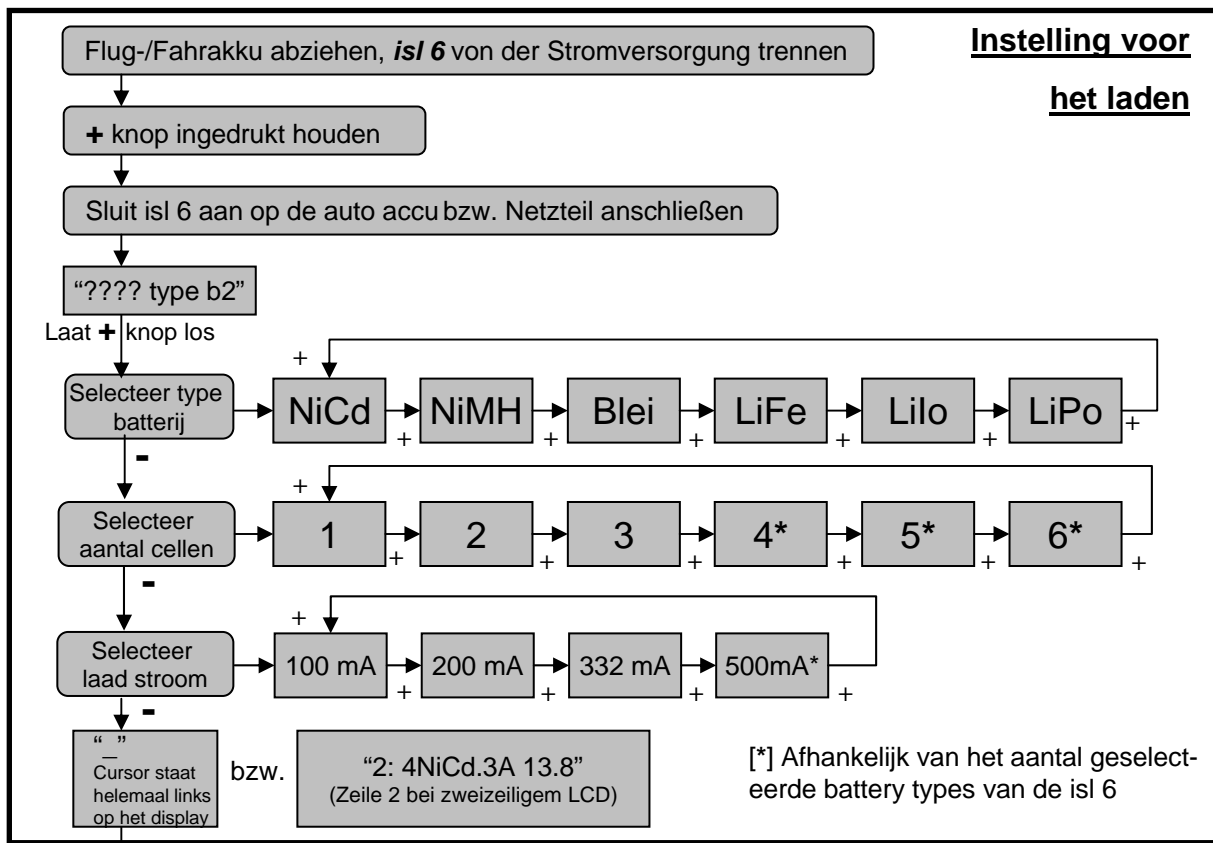 Instelling voor
het laden
Flug-/Fahrakku abziehen, isl 6 von der Stromversorgung trennen
+ knop ingedrukt houden
Sluit isl 6 aan op de auto accu bzw. Netzteil anschließen
“???? type b2”
Laat + knop los
Selecteer type
batterij
+
NiCd
+
NiMH
+
Blei
+
LiFe
+
LiIo
+
LiPo
+
-
Selecteer
aantal cellen
+
1
+
2
+
3
+
4*
+
5*
+
6*
+
-
Selecteer
laad stroom
+
100 mA
+
200 mA
+
332 mA
+
500mA*
+
-
“_”
Cursor staat
helemaal links
op het display
bzw.
“2: 4NiCd.3A 13.8”
(Zeile 2 bei zweizeiligem LCD)
[*] Afhankelijk van het aantal geselect-
eerde battery types van de isl 6